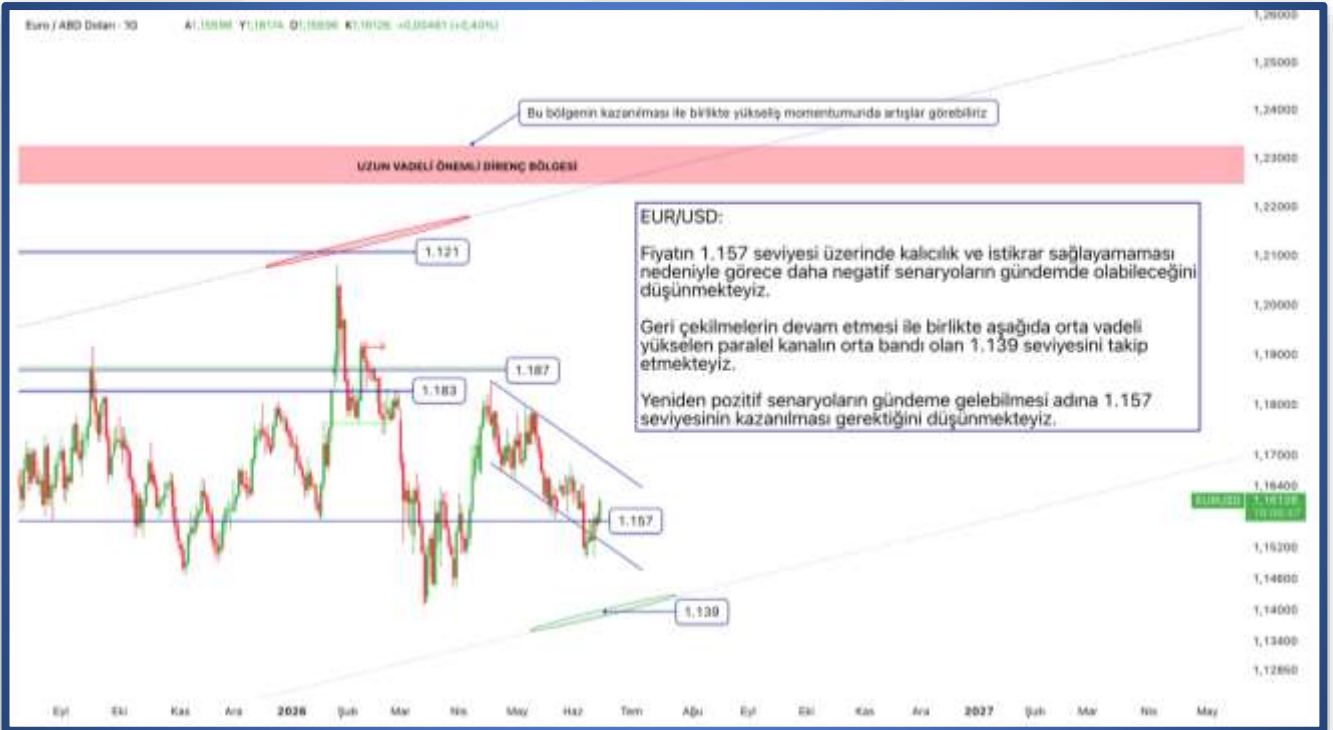 Euro / ABD Doları
1,26000
1,25000
Bu bölgenin kazanılması ile birlikte yükseliş momentumunda artışlar görebiliriz
1,24000
UZUN VADELİ ÖNEMLİ DİRENÇ BÖLGESİ
1,23000
1,22000
EUR/USD:
Fiyatın 1.157 seviyesi üzerinde kalıcılık ve istikrar sağlayamaması
nedeniyle görece daha negatif senaryoların gündemde olabileceğini
düşünmekteyiz.
Geri çekilmelerin devam etmesi ile birlikte aşağıda orta vadeli
yükselen paralel kanalın orta bandı olan 1.139 seviyesini takip
etmekteyiz.
Yeniden pozitif senaryoların gündeme gelebilmesi adına 1.157
seviyesinin kazanılması gerektiğini düşünmekteyiz.
1.121
1,21000
1,20000
1,19000
1.187
1.183
1,18000
1,17000
1,16400
EURUSD
1.157
1,15200
1,14600
1.139
1,14000
1,13400
1,12850
Eyl Eki Kas Ara 2026 Şub Mar Nis May Haz Tem Ağu Eyl Eki Kas Ara 2027 Şub Mar Nis May